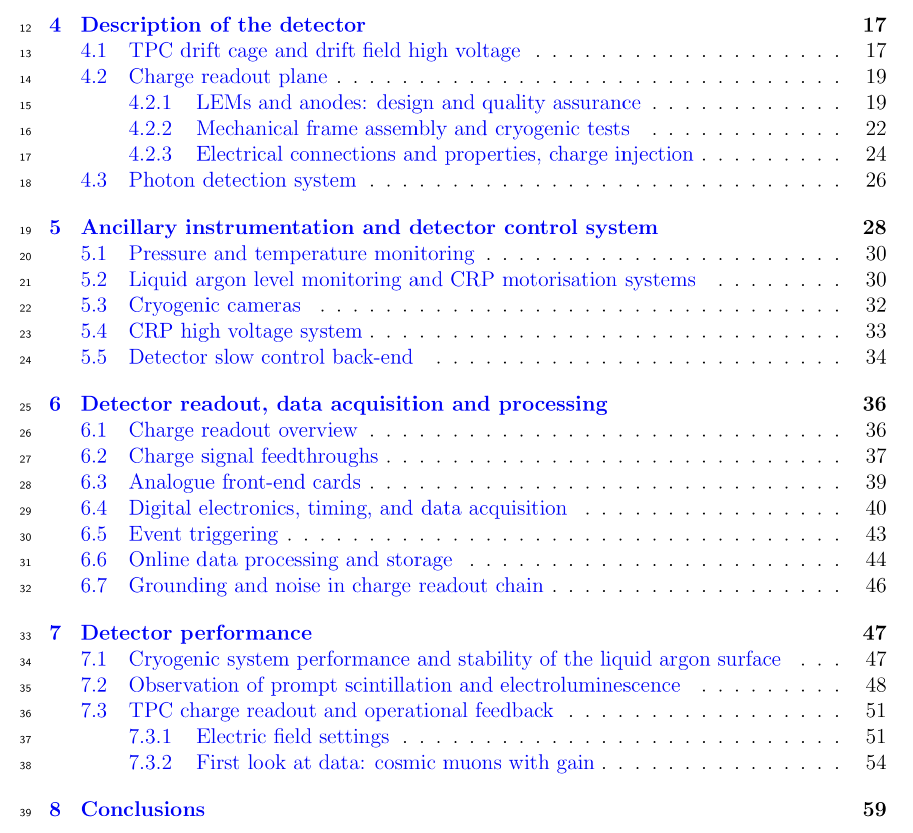 12 4 Description of the detector 17
13 4.1 TPC drift cage and drift field high voltage . . . . . . . . . . . . . . . . . . . 17
14 4.2 Charge readout plane . . . . . . . . . . . . . . . . . . . . . . . . . . . . . . . 19
15 4.2.1 LEMs and anodes: design and quality assurance . . . . . . . . . . . . 19
16 4.2.2 Mechanical frame assembly and cryogenic tests . . . . . . . . . . . . 22
17 4.2.3 Electrical connections and properties, charge injection . . . . . . . . . 24
18 4.3 Photon detection system . . . . . . . . . . . . . . . . . . . . . . . . . . . . . 26
19 5 Ancillary instrumentation and detector control system 28
20 5.1 Pressure and temperature monitoring . . . . . . . . . . . . . . . . . . . . . . 30
21 5.2 Liquid argon level monitoring and CRP motorisation systems . . . . . . . . 30
22 5.3 Cryogenic cameras . . . . . . . . . . . . . . . . . . . . . . . . . . . . . . . . 32
23 5.4 CRP high voltage system . . . . . . . . . . . . . . . . . . . . . . . . . . . . . 33
24 5.5 Detector slow control back-end . . . . . . . . . . . . . . . . . . . . . . . . . 34
25 6 Detector readout, data acquisition and processing 36
26 6.1 Charge readout overview . . . . . . . . . . . . . . . . . . . . . . . . . . . . . 36
27 6.2 Charge signal feedthroughs . . . . . . . . . . . . . . . . . . . . . . . . . . . . 37
28 6.3 Analogue front-end cards . . . . . . . . . . . . . . . . . . . . . . . . . . . . . 39
29 6.4 Digital electronics, timing, and data acquisition . . . . . . . . . . . . . . . . 40
30 6.5 Event triggering . . . . . . . . . . . . . . . . . . . . . . . . . . . . . . . . . . 43
31 6.6 Online data processing and storage . . . . . . . . . . . . . . . . . . . . . . . 44
32 6.7 Grounding and noise in charge readout chain . . . . . . . . . . . . . . . . . . 46
33 7 Detector performance 47
34 7.1 Cryogenic system performance and stability of the liquid argon surface . . . 47
35 7.2 Observation of prompt scintillation and electroluminescence . . . . . . . . . 48
36 7.3 TPC charge readout and operational feedback . . . . . . . . . . . . . . . . . 51
37 7.3.1 Electric field settings . . . . . . . . . . . . . . . . . . . . . . . . . . . 51
38 7.3.2 First look at data: cosmic muons with gain . . . . . . . . . . . . . . . 54
39 8 Conclusions 59